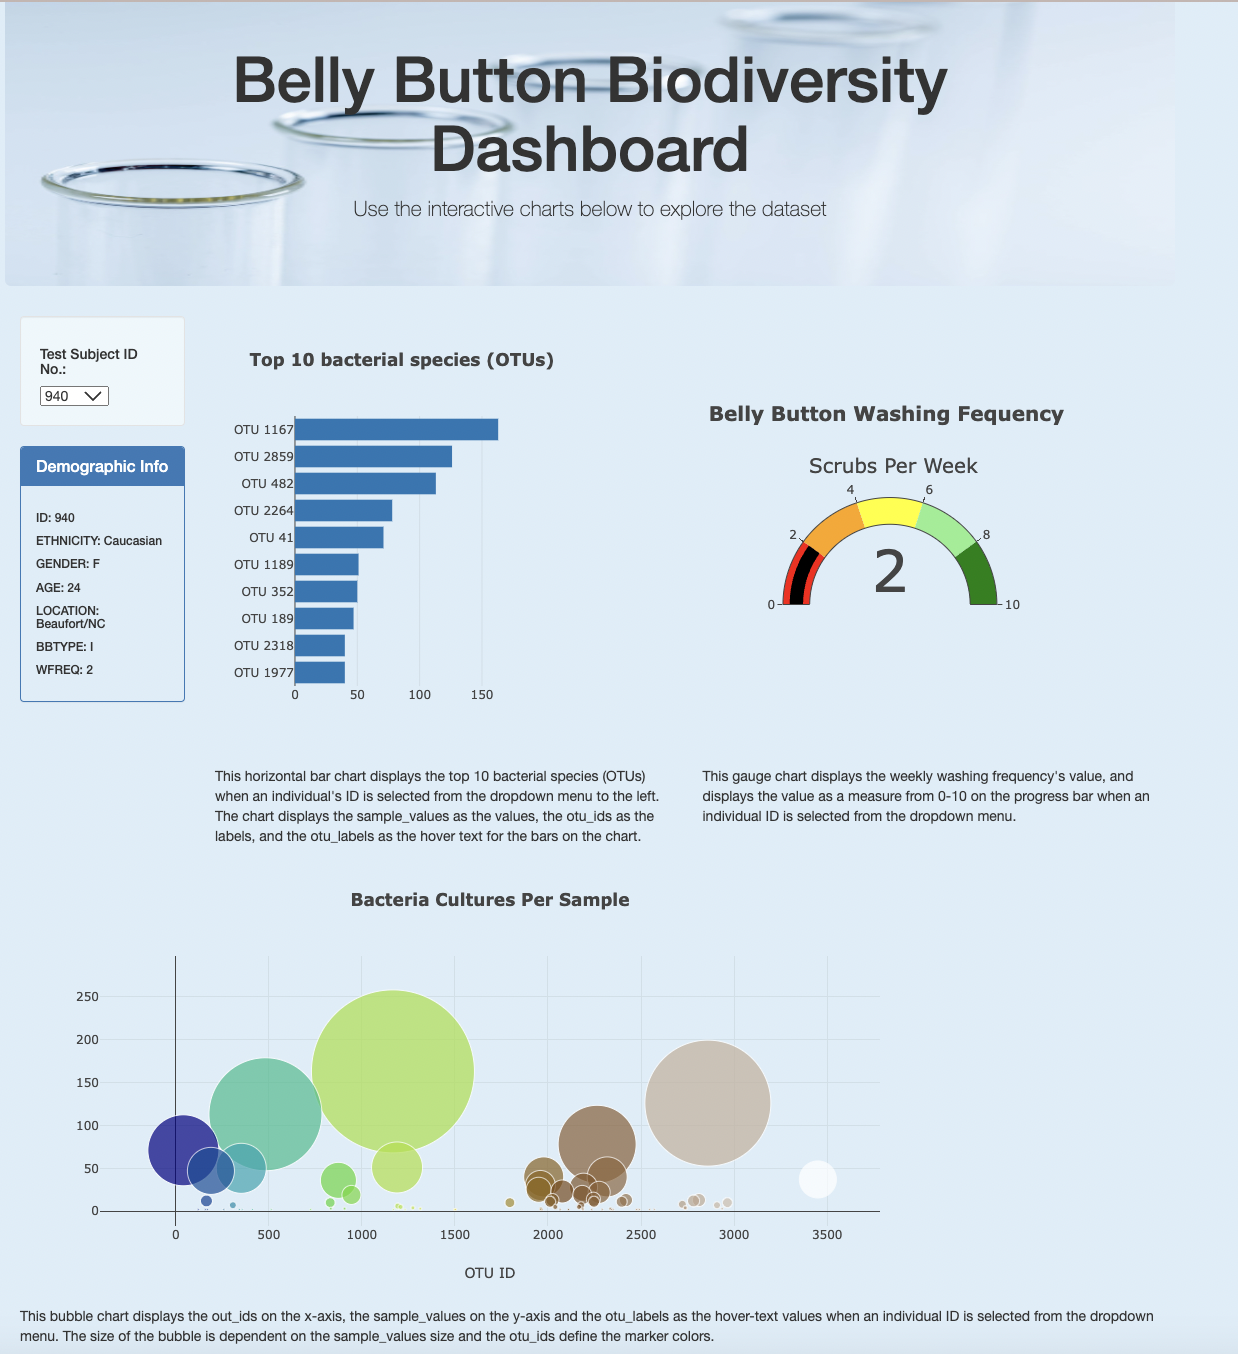 Belly Button Biodiversity
Dashboard
Use the interactive charts below to explore the dataset
Test Subject ID
No.:
940
Demographic Info
ID: 940
ETHNICITY: Caucasian
GENDER: F
AGE: 24
LOCATION:
Beaufort/NC
BBTYPE: I
WFREQ: 2
Top 10 bacterial species (OTUs)
OTU 1167
OTU 2859
OTU 482
OTU 2264
OTU 41
OTU 1189
OTU 352
OTU 189
OTU 2318
OTU 1977
0 50 100 150
Belly Button Washing Fequency
Scrubs Per Week
4 6
2 8
2
0 10
This horizontal bar chart displays the top 10 bacterial species (OTUs)
when an individual's ID is selected from the dropdown menu to the left.
The chart displays the sample_values as the values, the otu_ids as the
labels, and the otu_labels as the hover text for the bars on the chart.
This gauge chart displays the weekly washing frequency's value, and
displays the value as a measure from 0-10 on the progress bar when an
individual ID is selected from the dropdown menu.
Bacteria Cultures Per Sample
250
200
150
100
50
0
0 500 1000 1500 2000 2500 3000 3500
OTU ID
This bubble chart displays the out_ids on the x-axis, the sample_values on the y-axis and the otu_labels as the hover-text values when an individual ID is selected from the dropdown
menu. The size of the bubble is dependent on the sample_values size and the otu_ids define the marker colors.